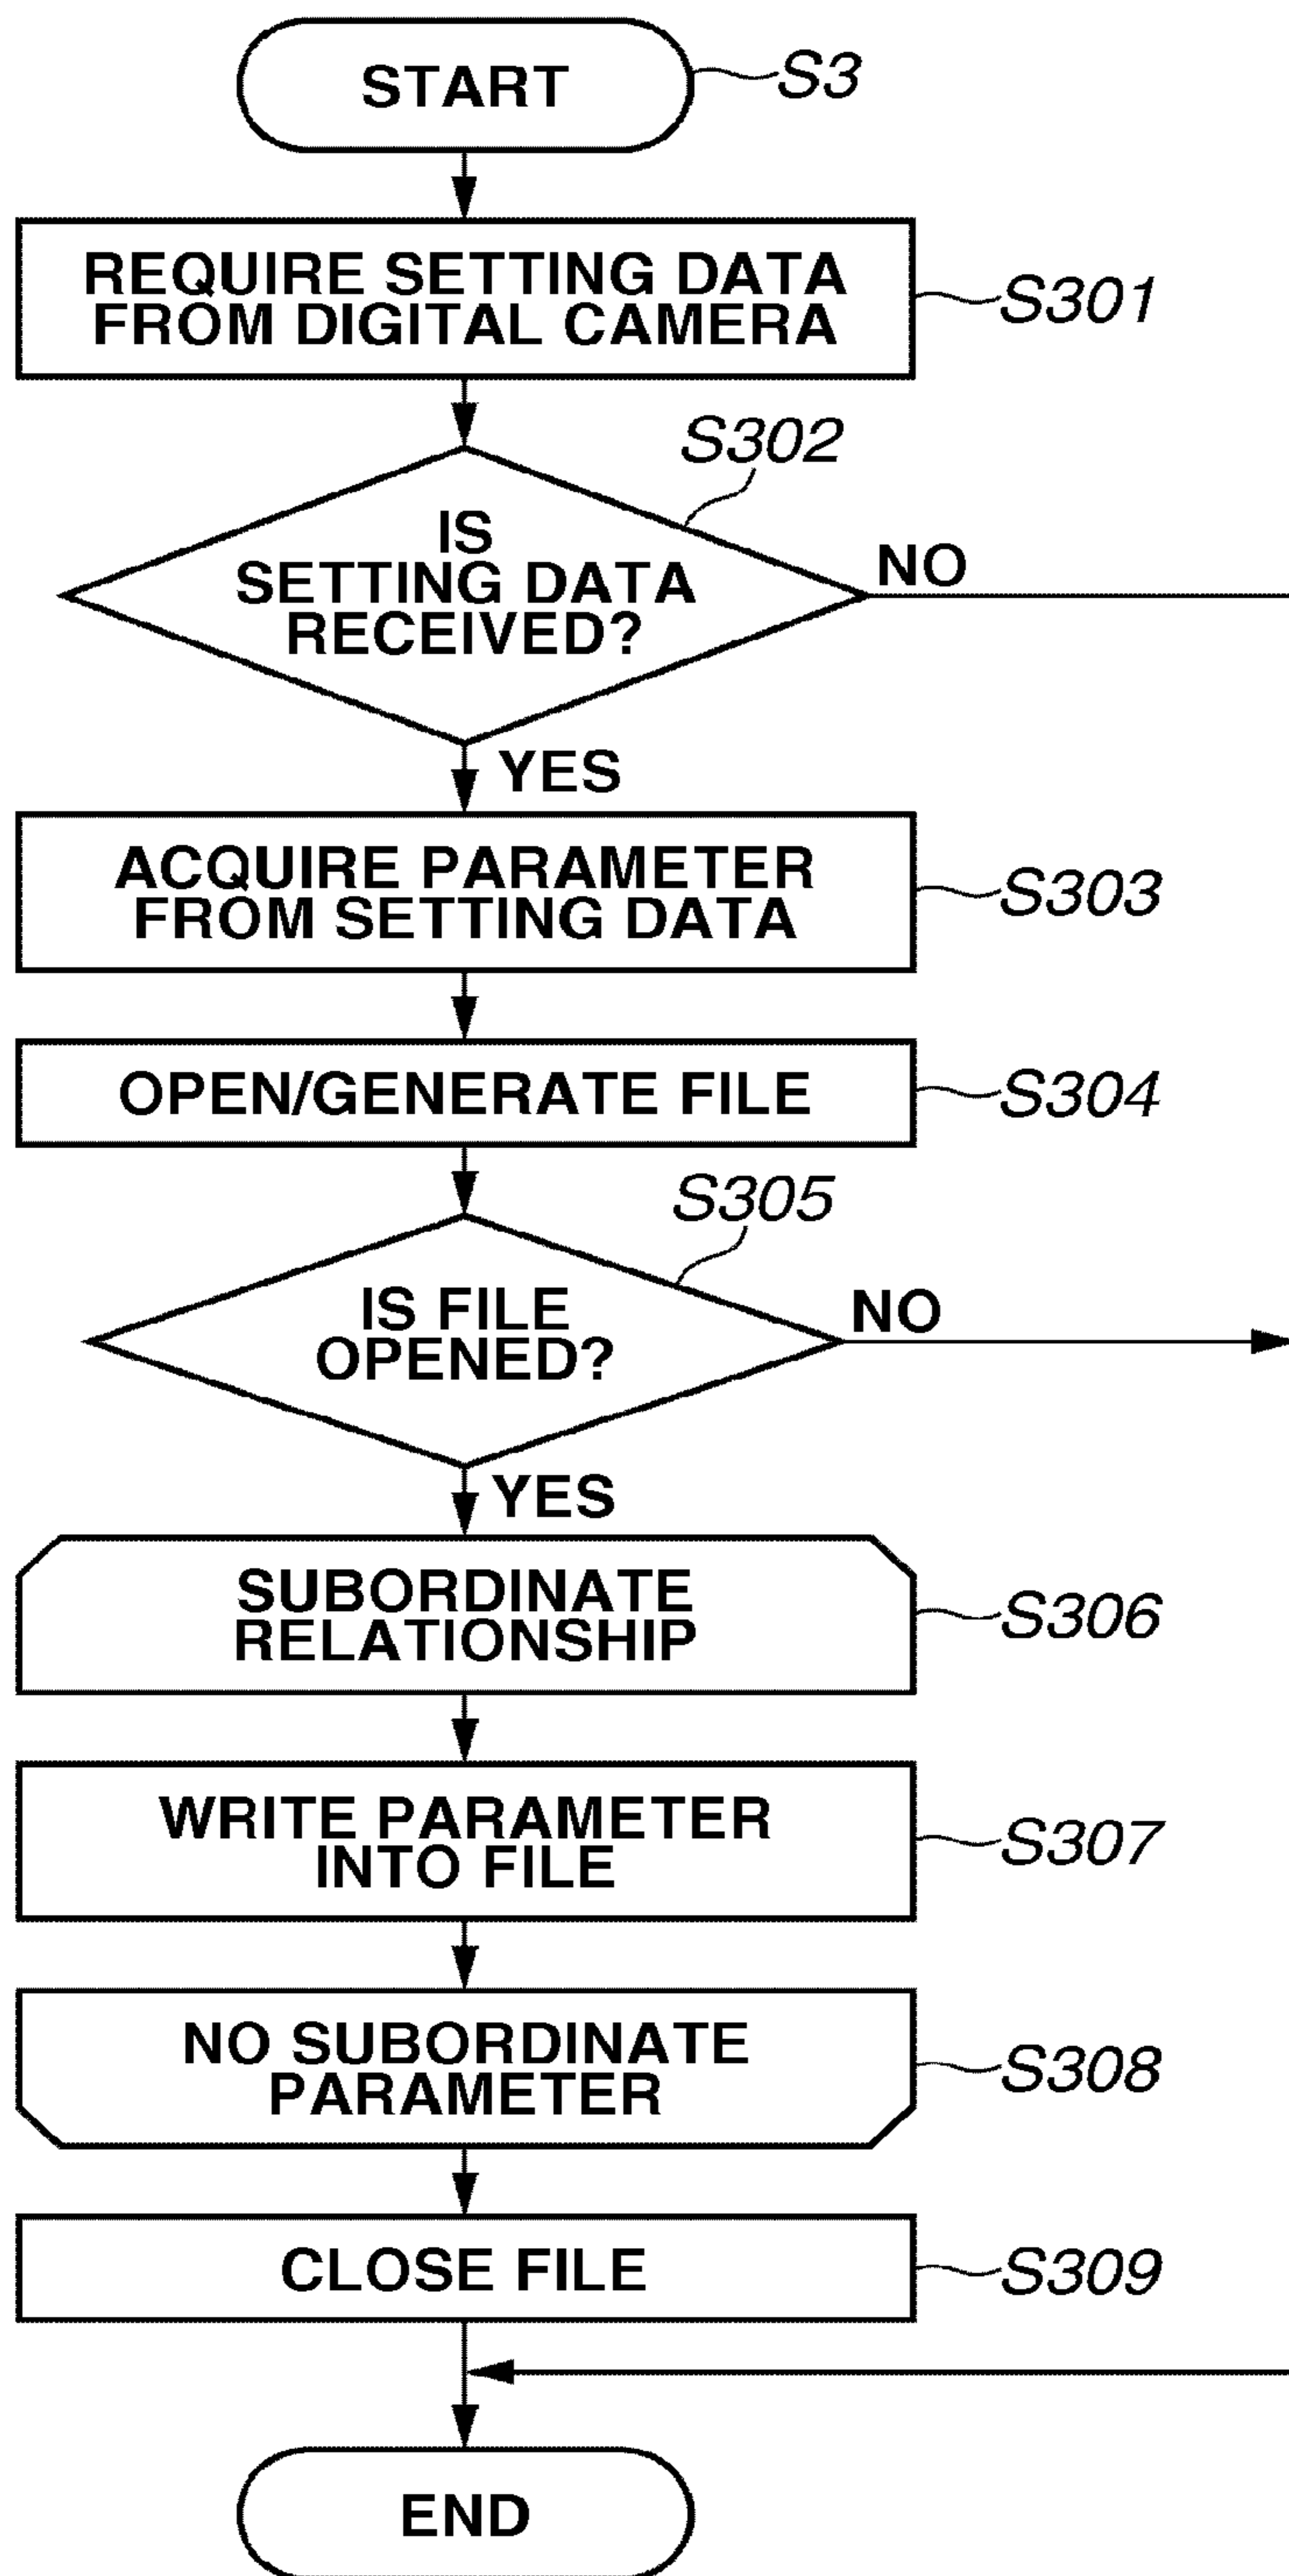 START
S3
REQUIRE SETTING DATA
FROM DIGITAL CAMERA
S301
S302
IS
SETTING DATA
RECEIVED?
NO
YES
ACQUIRE PARAMETER
FROM SETTING DATA
S303
OPEN/GENERATE FILE
S304
S305
IS FILE
OPENED?
NO
YES
SUBORDINATE
RELATIONSHIP
S306
WRITE PARAMETER
INTO FILE
S307
NO SUBORDINATE
PARAMETER
S308
CLOSE FILE
S309
END